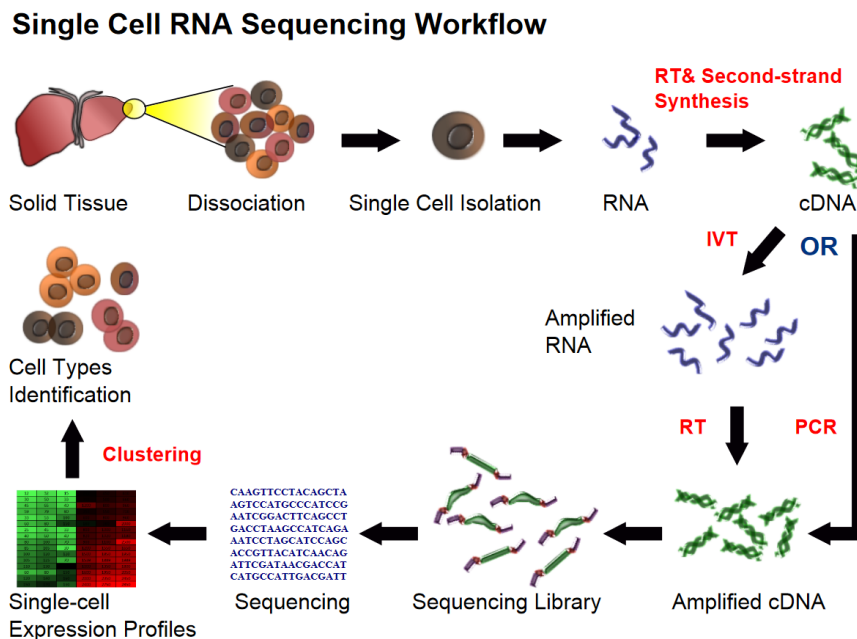 Single Cell RNA Sequencing Workflow
RT& Second-strand
Synthesis
Solid Tissue
Dissociation
Single Cell Isolation
RNA
cDNA
IVT
OR
Amplified
RNA
RT
PCR
Cell Types
Identification
Clustering
CAAGTTCCTACAGCTA
AGTCCATGCCCATCCG
AATCGGACTTCAGCCT
GACCTAAGCCATCAGA
AATCCTAGCATCCAGC
ACCGTTACATCAACAG
ATTCGATAACGACCAT
CATGCCATTGACGATT
Single-cell
Expression Profiles
Sequencing
Sequencing Library
Amplified cDNA